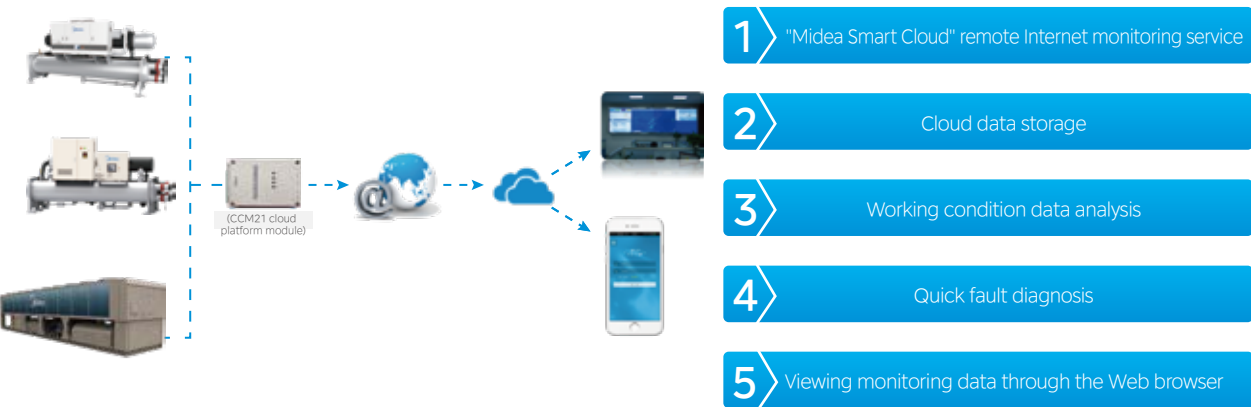 (CCM21 cloud
platform module)
1 "Midea Smart Cloud" remote Internet monitoring service
2 Cloud data storage
3 Working condition data analysis
4 Quick fault diagnosis
5 Viewing monitoring data through the Web browser